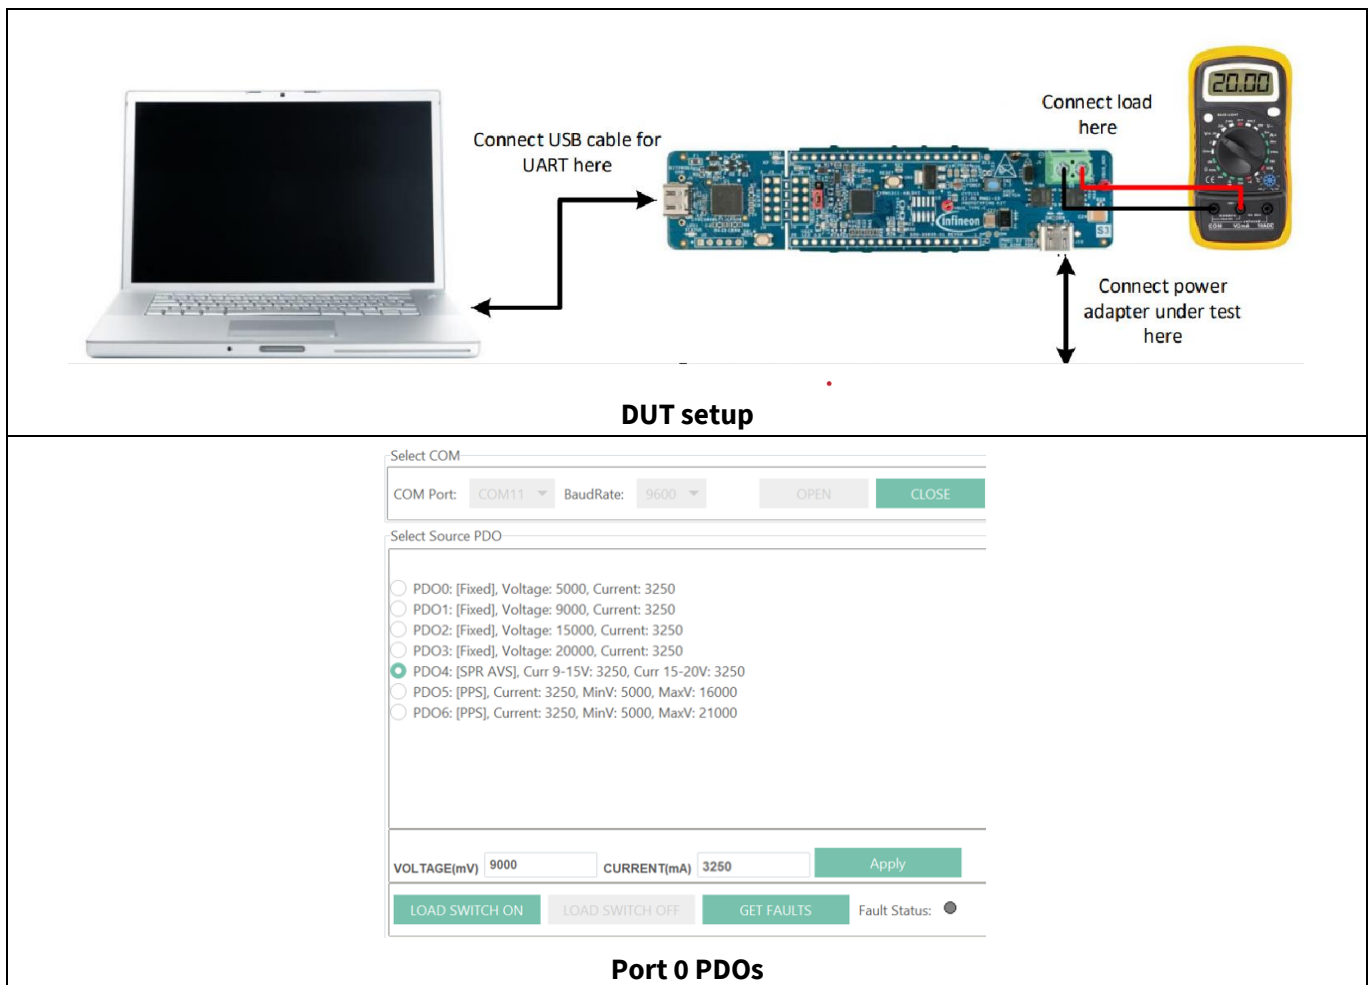 Connect USB cable for
UART here
Connect load
here
20.00
infineon
S3
COM
Connect power
adapter under test
here
DUT setup
Select COM
COM Port: COM11 BaudRate: 9600 OPEN CLOSE
Select Source PDO
PDO0: [Fixed], Voltage: 5000, Current: 3250
PDO1: [Fixed], Voltage: 9000, Current: 3250
PDO2: [Fixed], Voltage: 15000, Current: 3250
PDO3: [Fixed], Voltage: 20000, Current: 3250
PDO4: [SPR AVS], Curr 9-15V: 3250, Curr 15-20V: 3250
PDO5: [PPS], Current: 3250, MinV: 5000, MaxV: 16000
PDO6: [PPS], Current: 3250, MinV: 5000, MaxV: 21000
VOLTAGE(mV) 9000 CURRENT(mA) 3250 Apply
LOAD SWITCH ON LOAD SWITCH OFF GET FAULTS Fault Status:
Port 0 PDOs